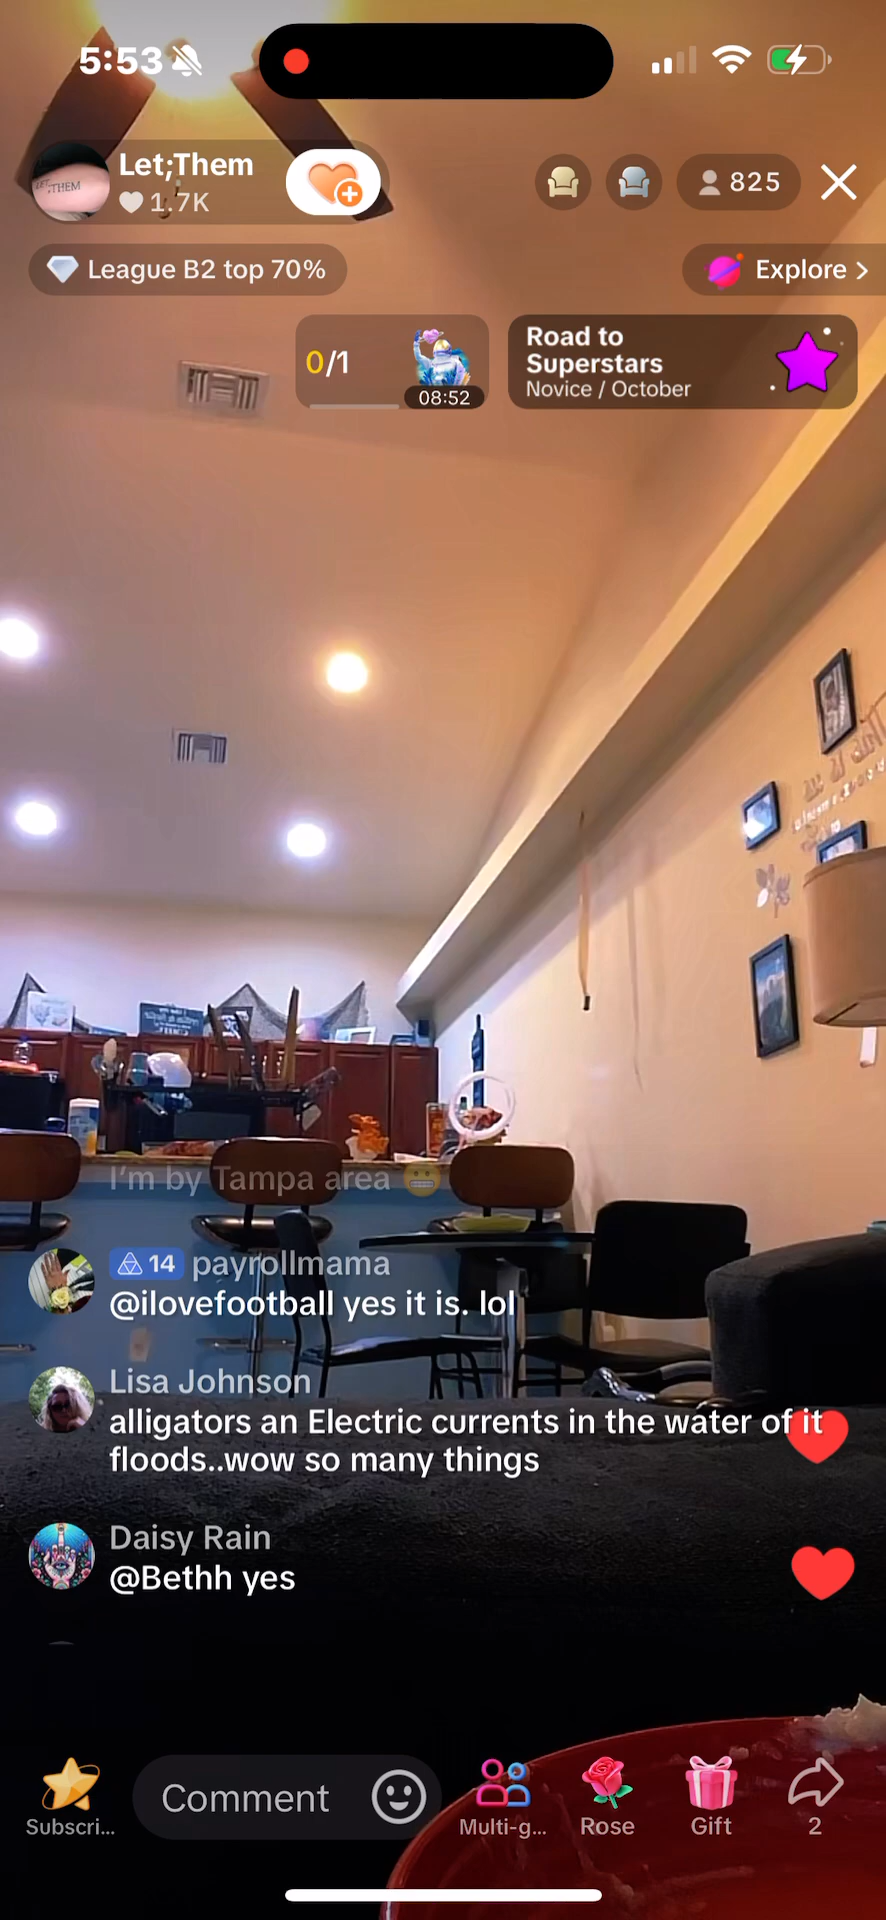 5:53
Let;Them
1.7K
825
League B2 top 70%
Explore >
0/1
08:52
Road to
Superstars
Novice / October
I'm by Tampa area 😬
14 payrollmama
@ilovefootball yes it is. lol
Lisa Johnson
alligators an Electric currents in the water of it
floods..wow so many things
Daisy Rain
@Bethh yes
Subscri...
Comment
Multi-g...
Rose
Gift
2